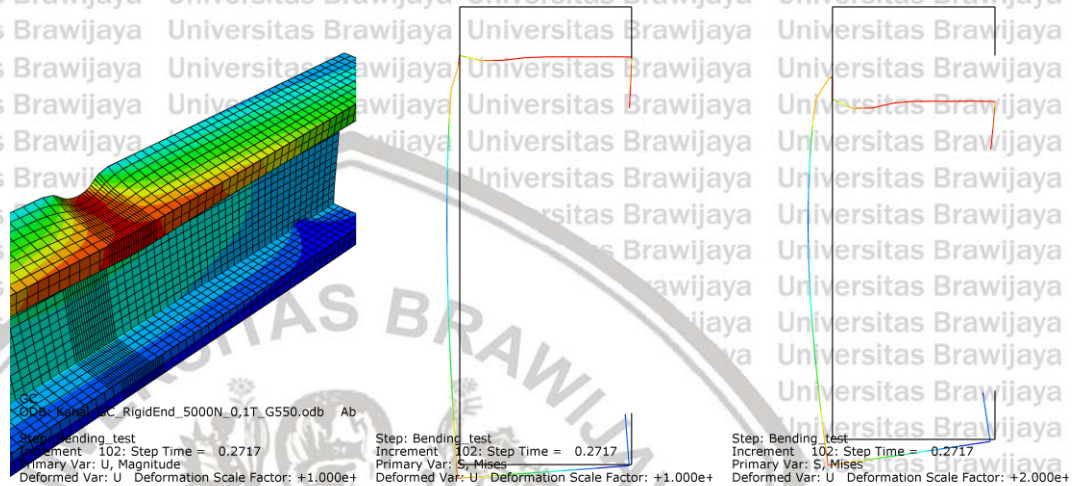 GC
ODB: Kanal_GC_RigidEnd_5000N_0,1T_G550.odb Ab
Step: Bending_test
Increment 102: Step Time = 0.2717
Primary Var: U, Magnitude
Deformed Var: U Deformation Scale Factor: +1.000e+
Step: Bending_test
Increment 102: Step Time = 0.2717
Primary Var: S, Mises
Deformed Var: U Deformation Scale Factor: +1.000e+
Step: Bending_test
Increment 102: Step Time = 0.2717
Primary Var: S, Mises
Deformed Var: U Deformation Scale Factor: +2.000e+
Universitas Brawijaya
UNIVERSITAS BRAWIJAYA